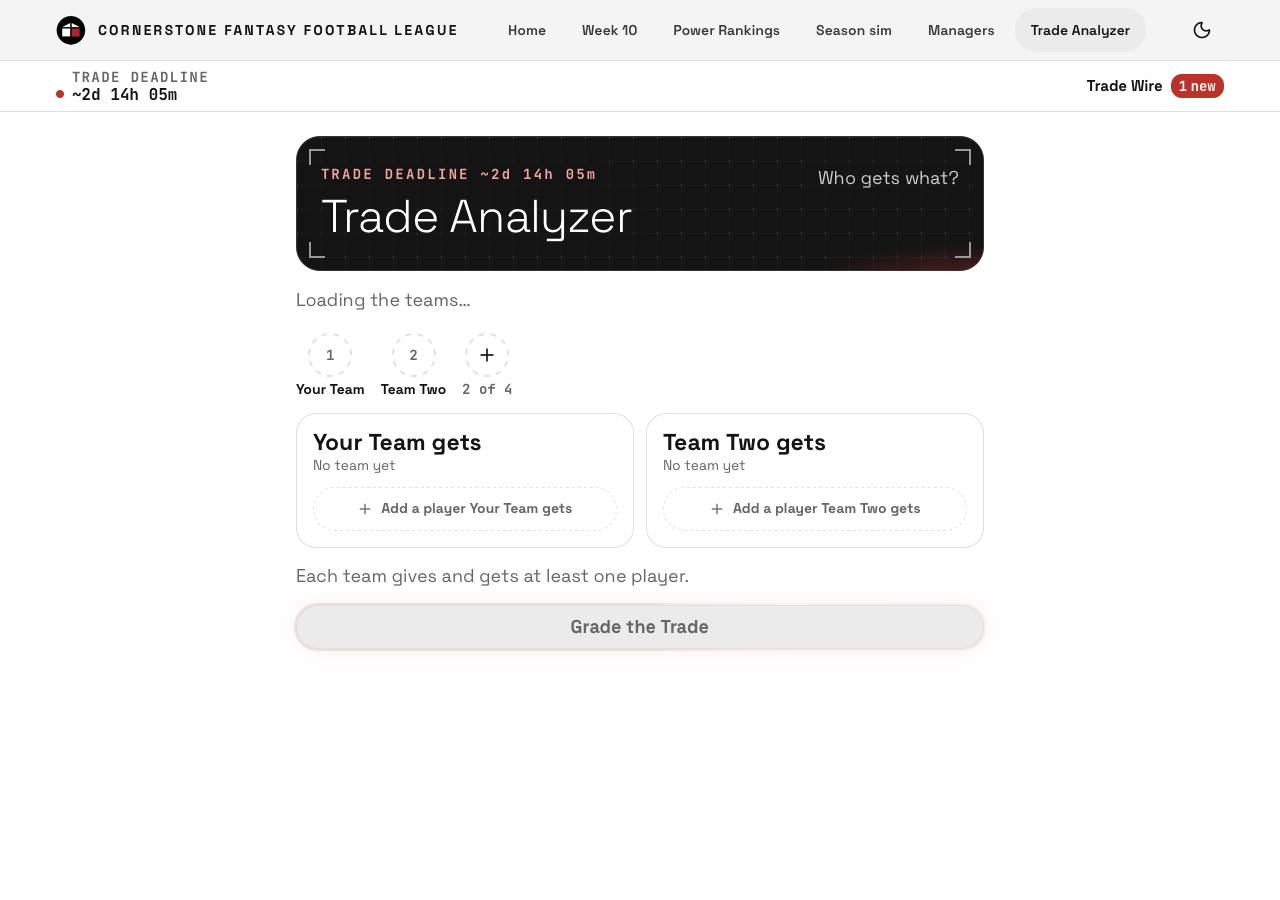 CORNERSTONE FANTASY FOOTBALL LEAGUE
Home
Week 10
Power Rankings
Season sim
Managers
Trade Analyzer
TRADE DEADLINE
~2d 14h 05m
Trade Wire
1 new
TRADE DEADLINE ~2d 14h 05m
Who gets what?
Trade Analyzer
Loading the teams…
1
2
Your Team
Team Two
2 of 4
Your Team gets
No team yet
Add a player Your Team gets
Team Two gets
No team yet
Add a player Team Two gets
Each team gives and gets at least one player.
Grade the Trade